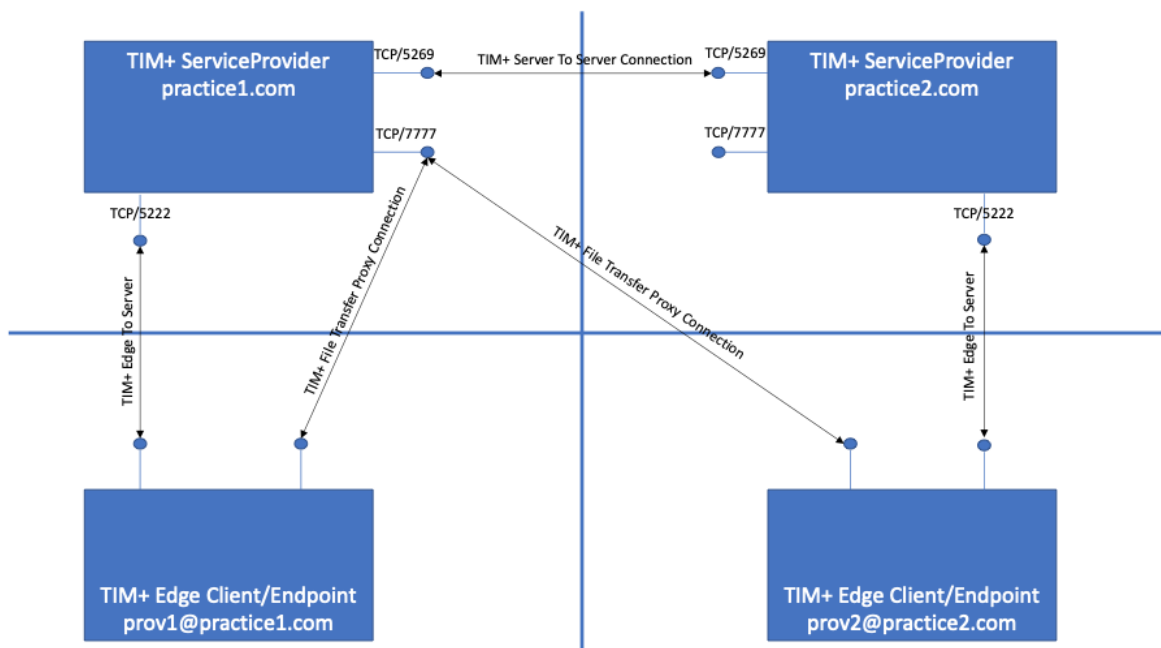 TIM+ ServiceProvider
practice1.com
TCP/5269
TIM+ Server To Server Connection
TCP/5269
TIM+ ServiceProvider
practice2.com
TCP/7777
TCP/7777
TCP/5222
TCP/5222
TIM+ Edge To Server
TIM+ File Transfer Proxy Connection
TIM+ File Transfer Proxy Connection
TIM+ Edge To Server
TIM+ Edge Client/Endpoint
prov1@practice1.com
TIM+ Edge Client/Endpoint
prov2@practice2.com